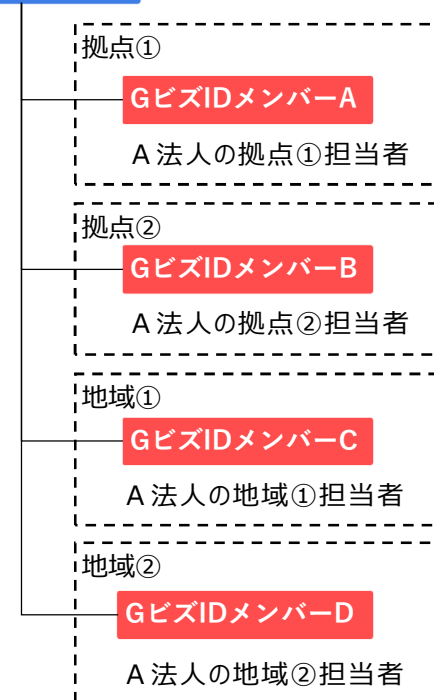 拠点①
GビズIDメンバーA
A法人の拠点①担当者
拠点②
GビズIDメンバーB
A法人の拠点②担当者
地域①
GビズIDメンバーC
A法人の地域①担当者
地域②
GビズIDメンバーD
A法人の地域②担当者